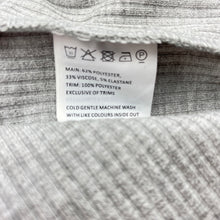 MAIN: 62% POLYESTER,
33% VISCOSE, 5% ELASTANE
TRIM: 100% POLYESTER
EXCLUSIVE OF TRIMS
COLD GENTLE MACHINE WASH
WITH LIKE COLOURS INSIDE OUT